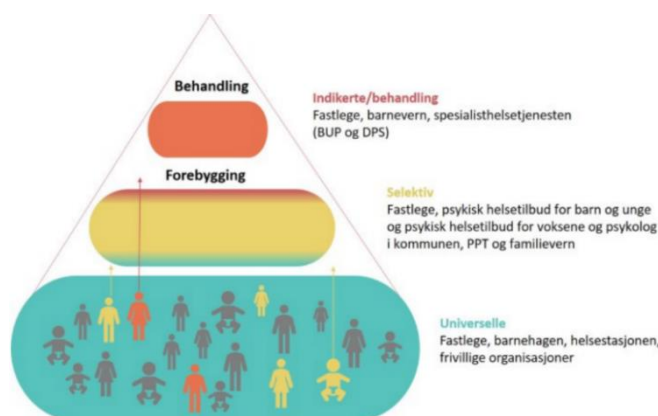 Behandling
Indikerte/behandling
Fastlege, barnevern, spesialisthelsetjenesten
(BUP og DPS)
Forebygging
Selektiv
Fastlege, psykisk helsetilbud for barn og unge
og psykisk helsetilbud for voksene og psykolog
i kommunen, PPT og familievern
Universelle
Fastlege, barnehagen, helsestasjonen,
frivillige organisasjoner